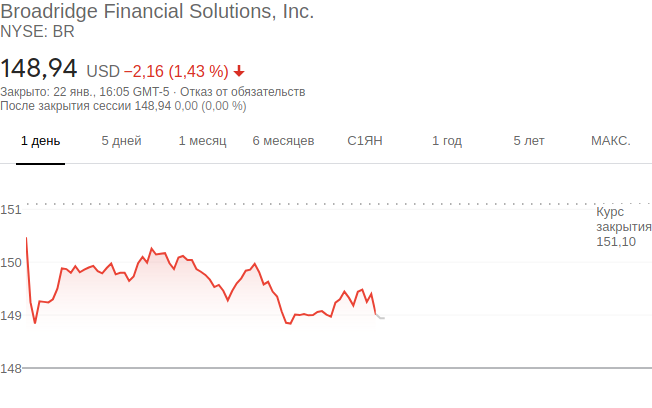 Broadridge Financial Solutions, Inc.
NYSE: BR
148,94 USD −2,16 (1,43 %)
Закрыто: 22 янв., 16:05 GMT-5 · Отказ от обязательств
После закрытия сессии 148,94 0,00 (0,00 %)
1 день 5 дней 1 месяц 6 месяцев С1ЯН 1 год 5 лет МАКС.
151
Курс
закрытия
151,10
150
149
148